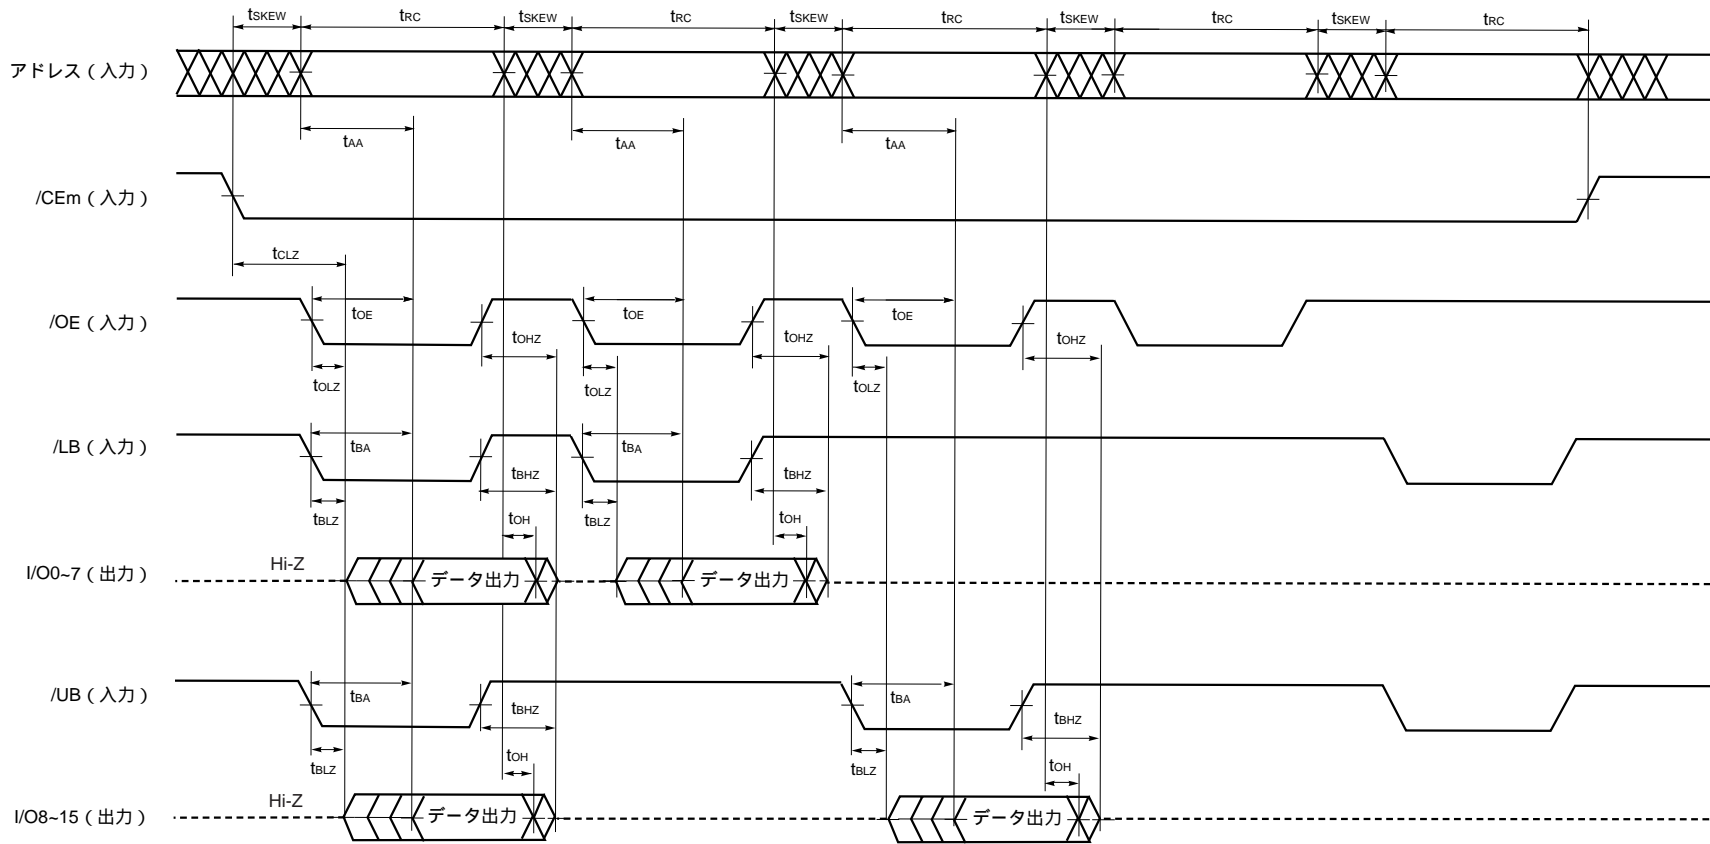 tSKEW tRC tSKEW tRC tSKEW tRC tSKEW tRC tSKEW tRC
アドレス（入力）
tAA tAA tAA
/CEm（入力）
tCLZ
/OE（入力）
tOE tOE tOE
tOHZ tOHZ tOHZ
tOLZ tOLZ tOLZ
/LB（入力）
tBA tBA
tBHZ tBHZ
tBLZ tOH tBLZ tOH
I/O0~7（出力）
Hi-Z データ出力 データ出力
/UB（入力）
tBA tBA
tBHZ tBHZ
tBLZ tOH tBLZ tOH
I/O8~15（出力）
Hi-Z データ出力 データ出力